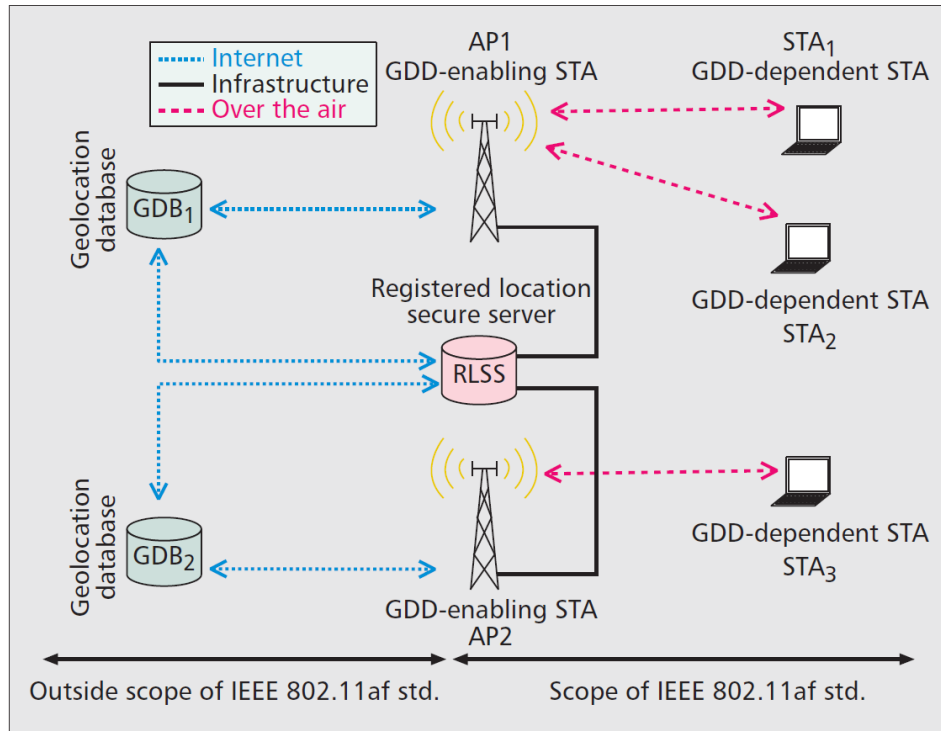 Internet
Infrastructure
Over the air
AP1
GDD-enabling STA
STA₁
GDD-dependent STA
Geolocation
database
GDB₁
GDD-dependent STA
STA₂
Registered location
secure server
RLSS
Geolocation
database
GDB₂
GDD-dependent STA
STA₃
GDD-enabling STA
AP2
Outside scope of IEEE 802.11af std.
Scope of IEEE 802.11af std.